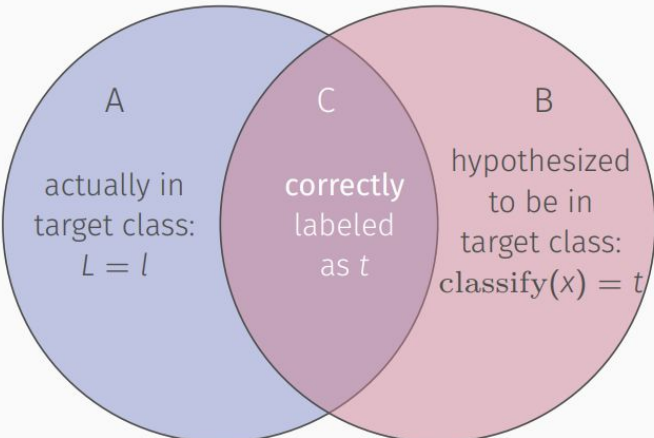 A
actually in
target class:
L = l
C
correctly
labeled
as t
B
hypothesized
to be in
target class:
classify(x) = t